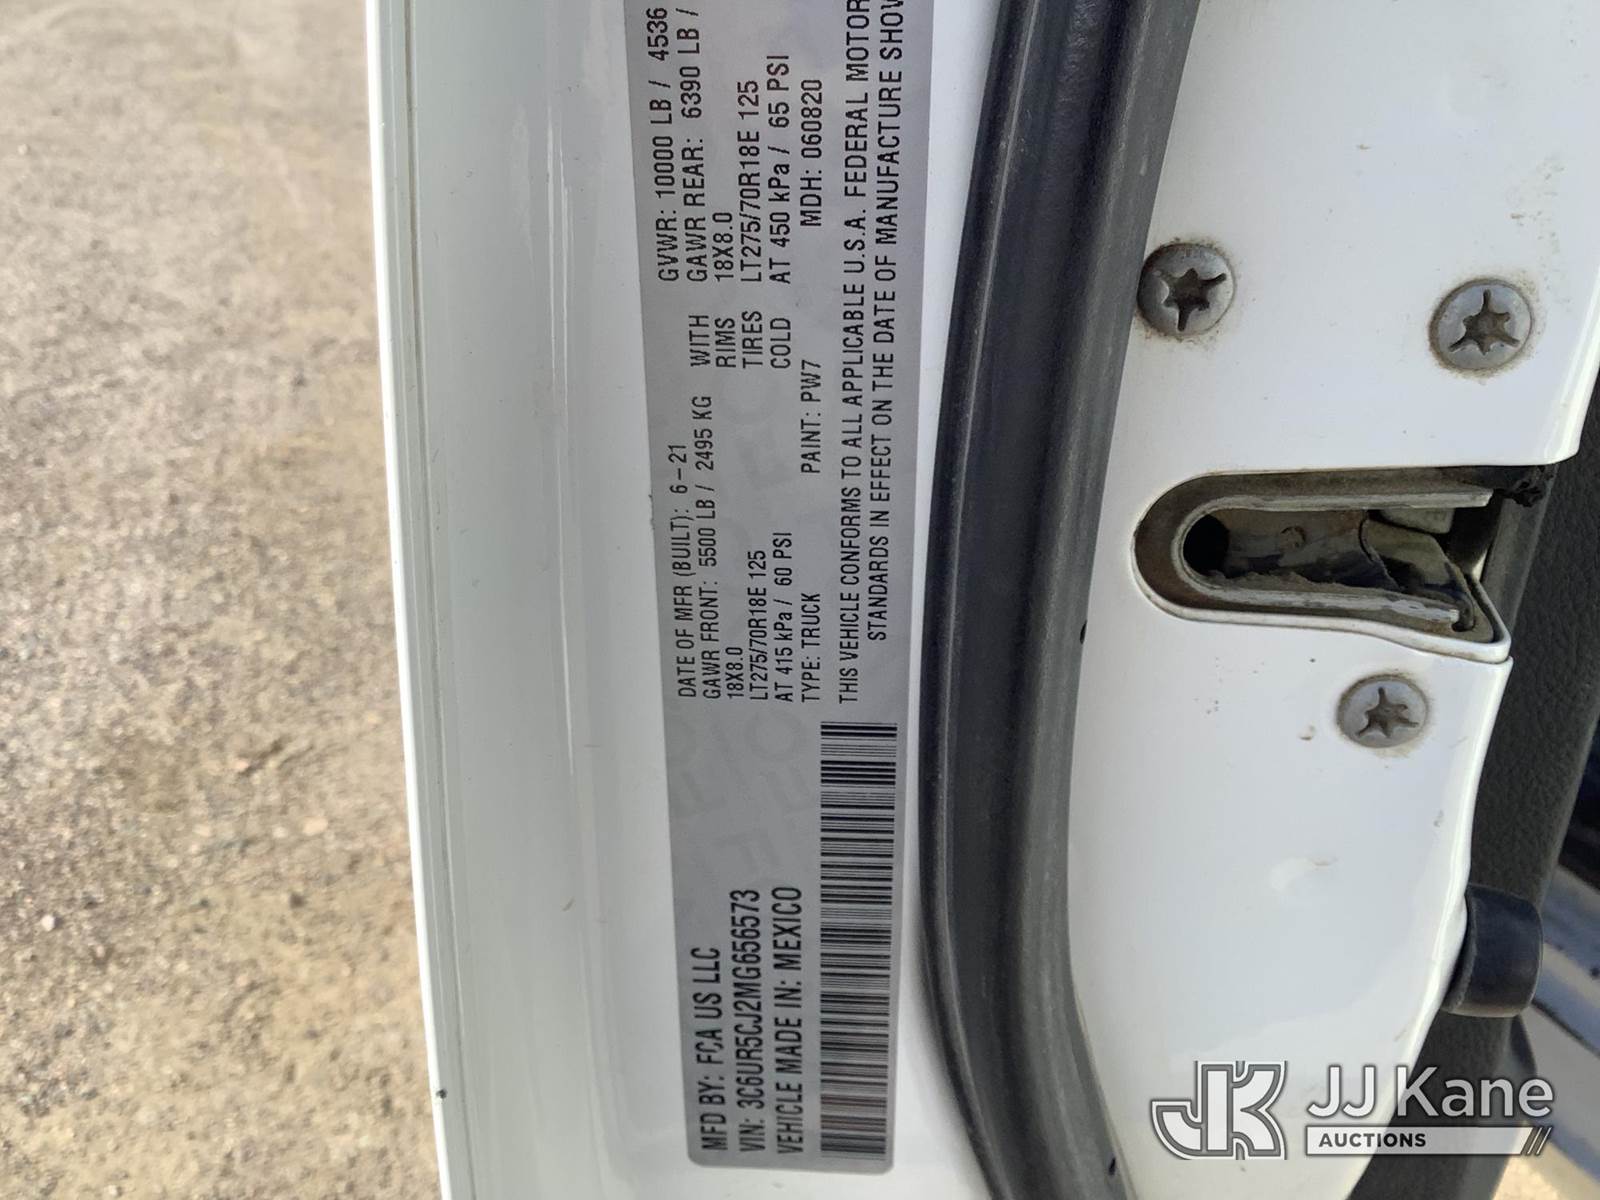 MFD BY: FCA US LLC
VIN: 3C6UR5CJ2MG656573
VEHICLE MADE IN: MEXICO
DATE OF MFR (BUILT): 6-21
GVWR: 10000 LB / 4536
GAWR FRONT: 5500 LB / 2495 KG WITH GAWR REAR: 6390 LB /
18X8.0 RIMS 18X8.0
LT275/70R18E 125 TIRES LT275/70R18E 125
AT 415 kPa / 60 PSI COLD AT 450 kPa / 65 PSI
TYPE: TRUCK PAINT: PW7 MDH: 060820
THIS VEHICLE CONFORMS TO ALL APPLICABLE U.S.A. FEDERAL MOTOR
STANDARDS IN EFFECT ON THE DATE OF MANUFACTURE SHOW
JJ Kane
AUCTIONS